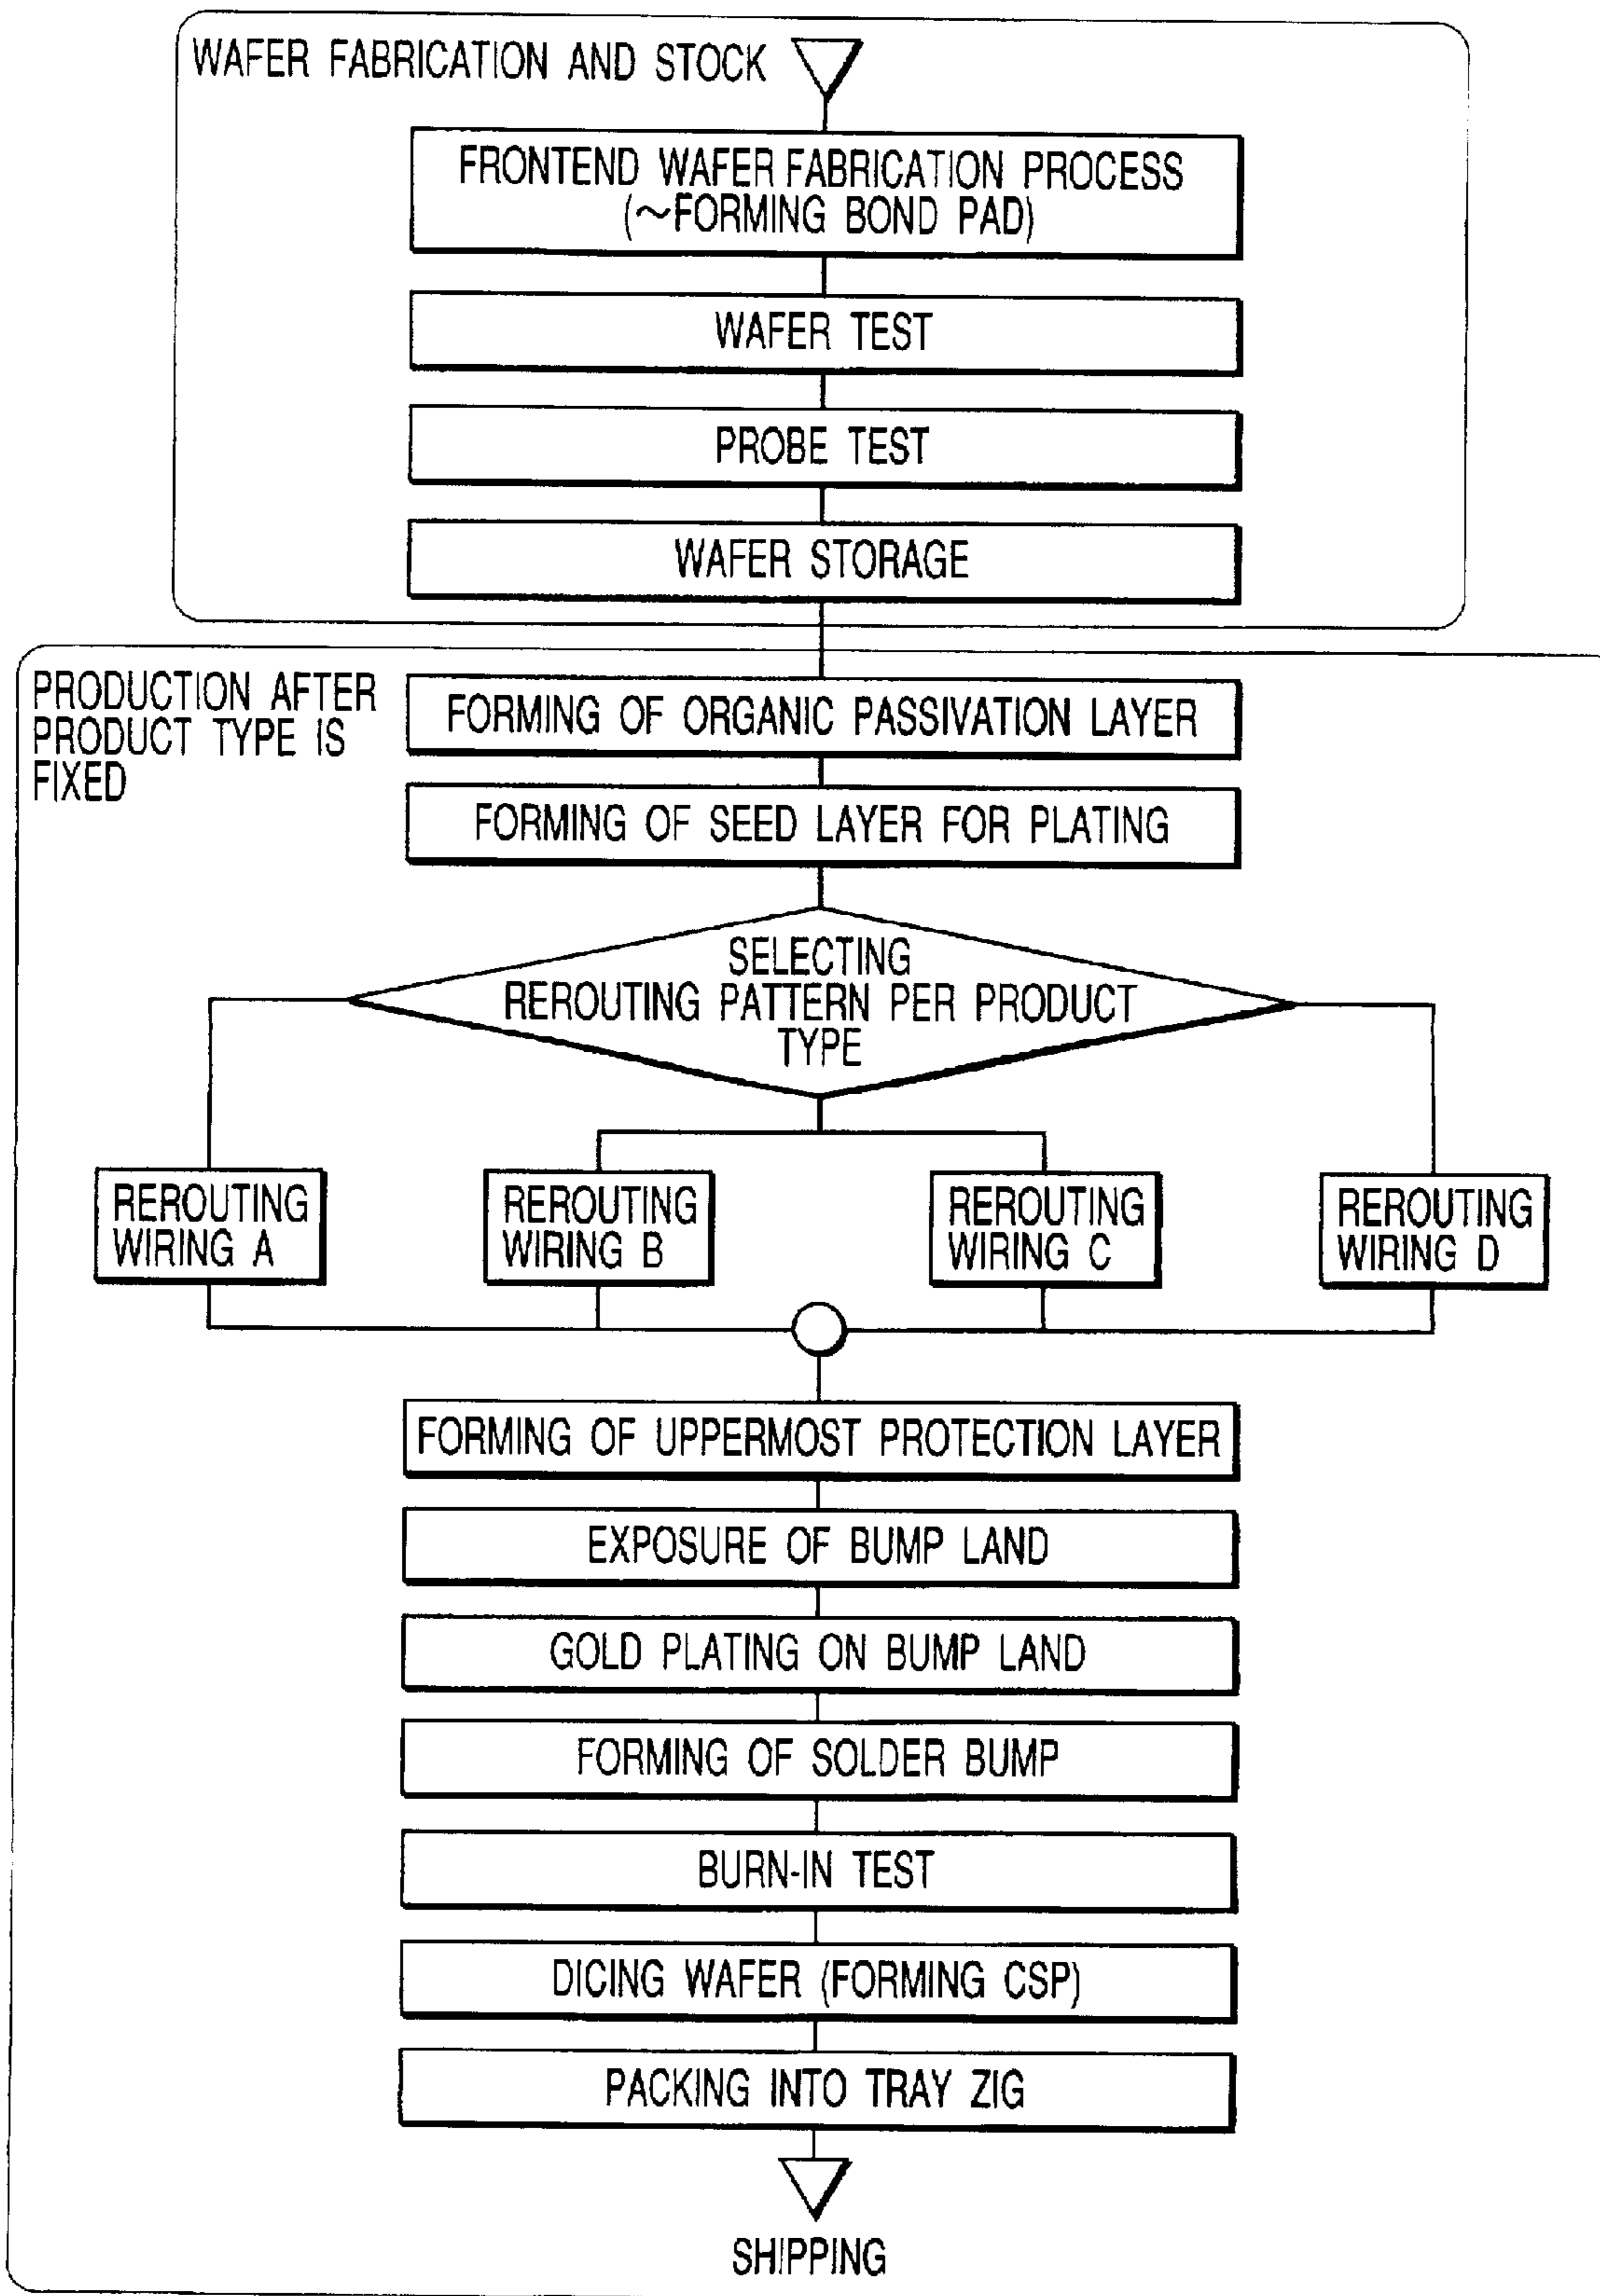 WAFER FABRICATION AND STOCK
FRONTEND WAFER FABRICATION PROCESS
(~FORMING BOND PAD)
WAFER TEST
PROBE TEST
WAFER STORAGE
PRODUCTION AFTER
PRODUCT TYPE IS
FIXED
FORMING OF ORGANIC PASSIVATION LAYER
FORMING OF SEED LAYER FOR PLATING
SELECTING
REROUTING PATTERN PER PRODUCT
TYPE
REROUTING
WIRING A
REROUTING
WIRING B
REROUTING
WIRING C
REROUTING
WIRING D
FORMING OF UPPERMOST PROTECTION LAYER
EXPOSURE OF BUMP LAND
GOLD PLATING ON BUMP LAND
FORMING OF SOLDER BUMP
BURN-IN TEST
DICING WAFER (FORMING CSP)
PACKING INTO TRAY ZIG
SHIPPING